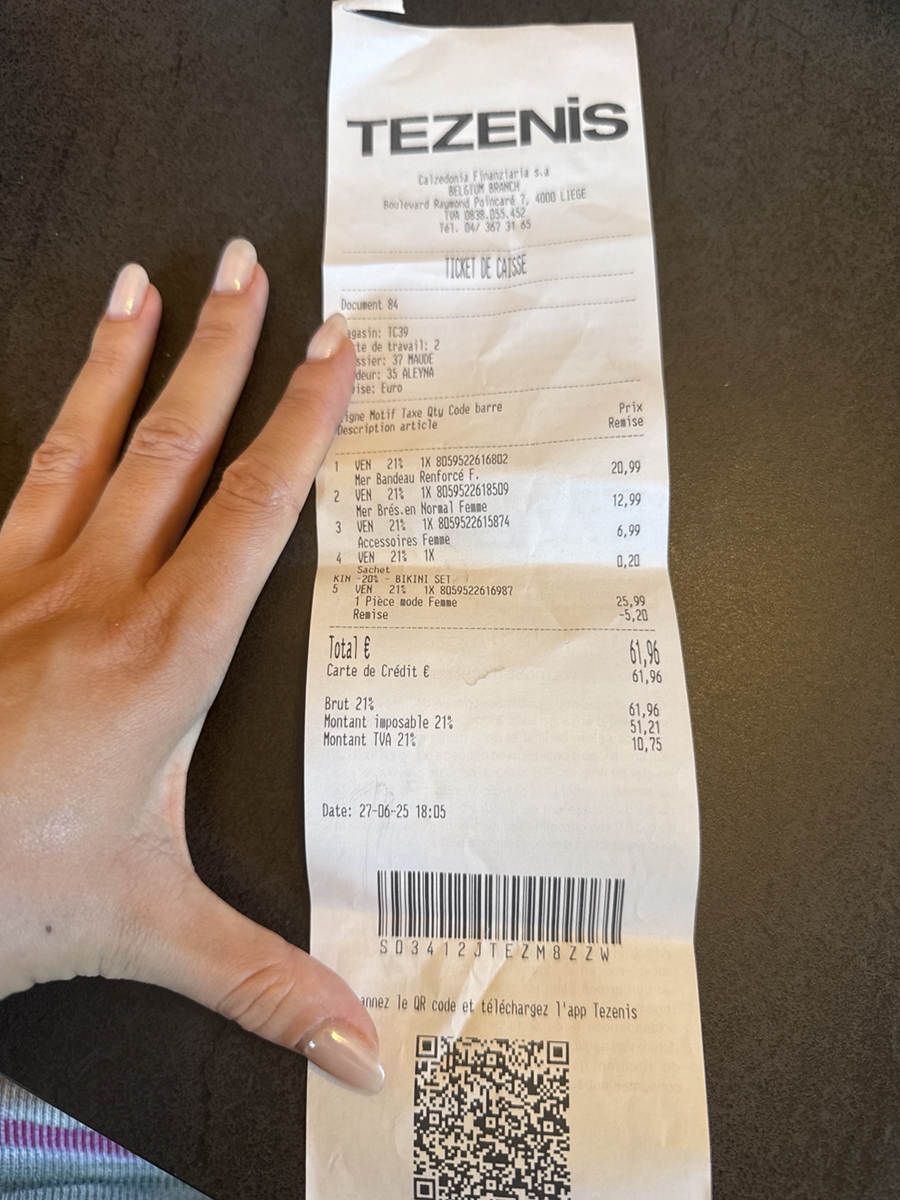 TEZENIS
Calzedonia Finanziaria s.a
BELGIUM BRANCH
Boulevard Raymond Poincaré 7, 4000 LIEGE
TVA 0838.055.452
Tél. 04/ 367 31 65
TICKET DE CAISSE
Document 84
agasin: TC39
te de travail: 2
ssier: 37 MAUDE
deur: 35 ALEYNA
ise: Euro
igne Motif Taxe Qty Code barre Prix
Description article Remise
1 VEN 21% 1X 8059522616802 20,99
Mer Bandeau Renforcé F.
2 VEN 21% 1X 8059522618509 12,99
Mer Brés.en Normal Femme
3 VEN 21% 1X 8059522615874 6,99
Accessoires Femme
4 VEN 21% 1X 0,20
Sachet
KIN -20% - BIKINI SET
5 VEN 21% 1X 8059522616987
1 Pièce mode Femme 25,99
Remise -5,20
Total € 61,96
Carte de Crédit € 61,96
Brut 21% 61,96
Montant imposable 21% 51,21
Montant TVA 21% 10,75
Date: 27-06-25 18:05
S03412JTEZM8ZZW
annez le QR code et téléchargez l'app Tezenis